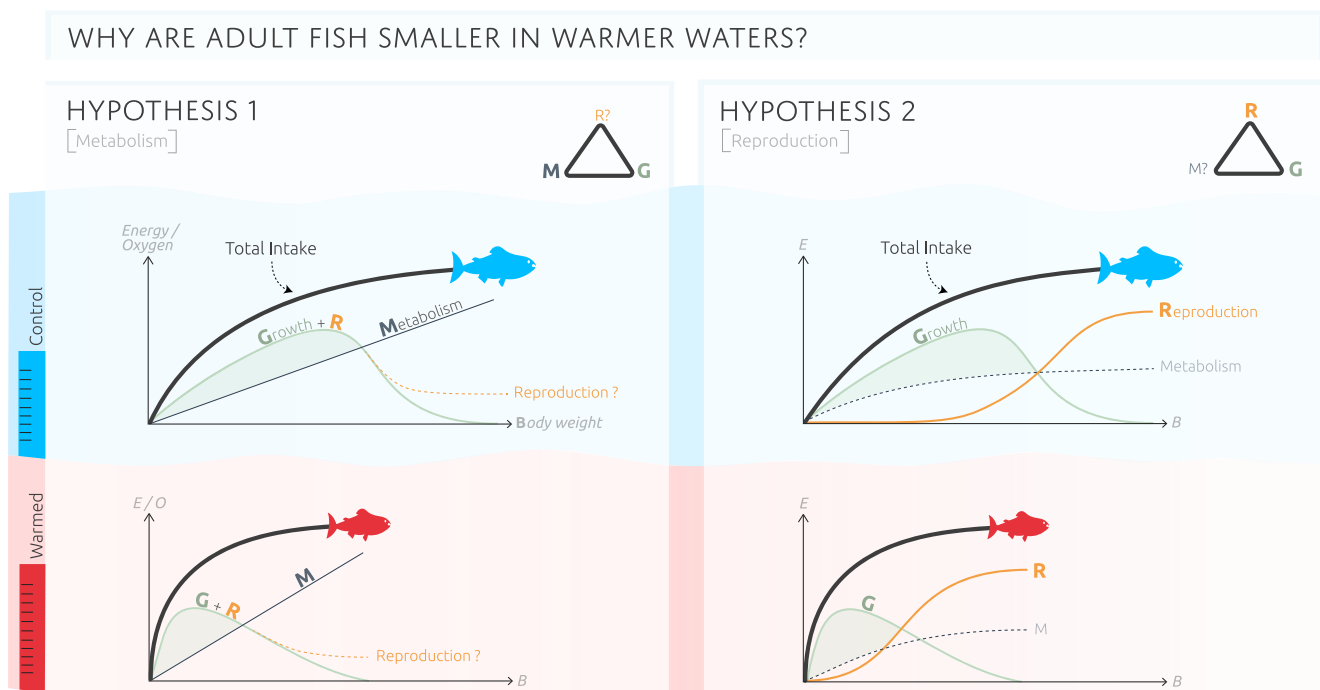 WHY ARE ADULT FISH SMALLER IN WARMER WATERS?
HYPOTHESIS 1
[Metabolism]
R?
M
G
HYPOTHESIS 2
[Reproduction]
R
M?
G
Control
Energy /
Oxygen
Total Intake
Growth + R
Metabolism
Reproduction ?
Body weight
E
Total Intake
Growth
Reproduction
Metabolism
B
Warmed
E / O
G + R
M
Reproduction ?
B
E
G
R
M
B